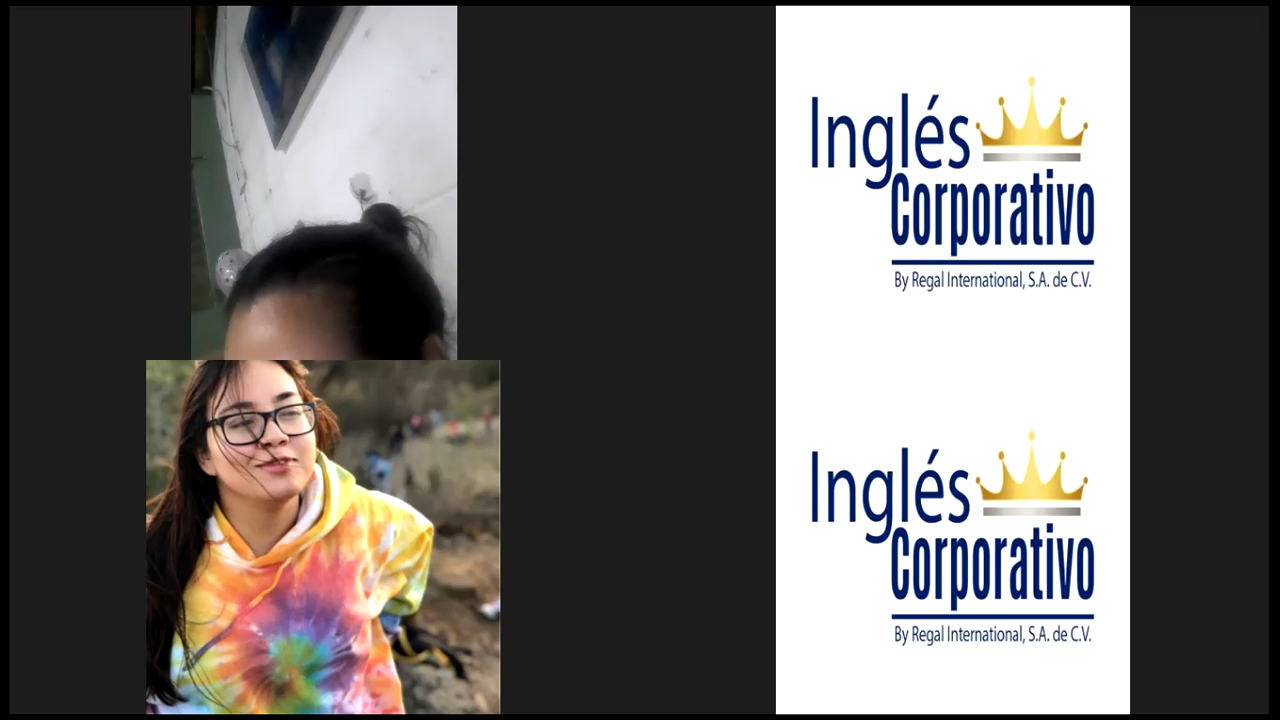 Inglés
Corporativo
By Regal International, S.A. de C.V.
Inglés
Corporativo
By Regal International, S.A. de C.V.